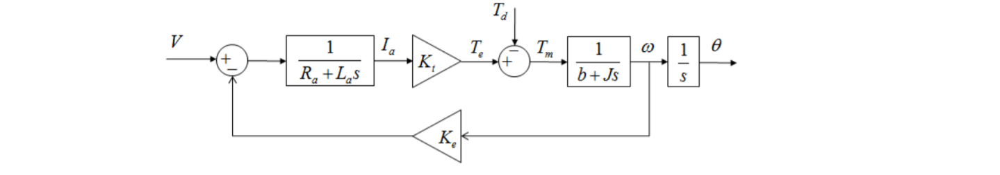 T_d
V
+
−
1
R_a + L_a s
I_a
K_t
T_e
−
+
T_m
1
b + Js
ω
1
s
θ
K_e